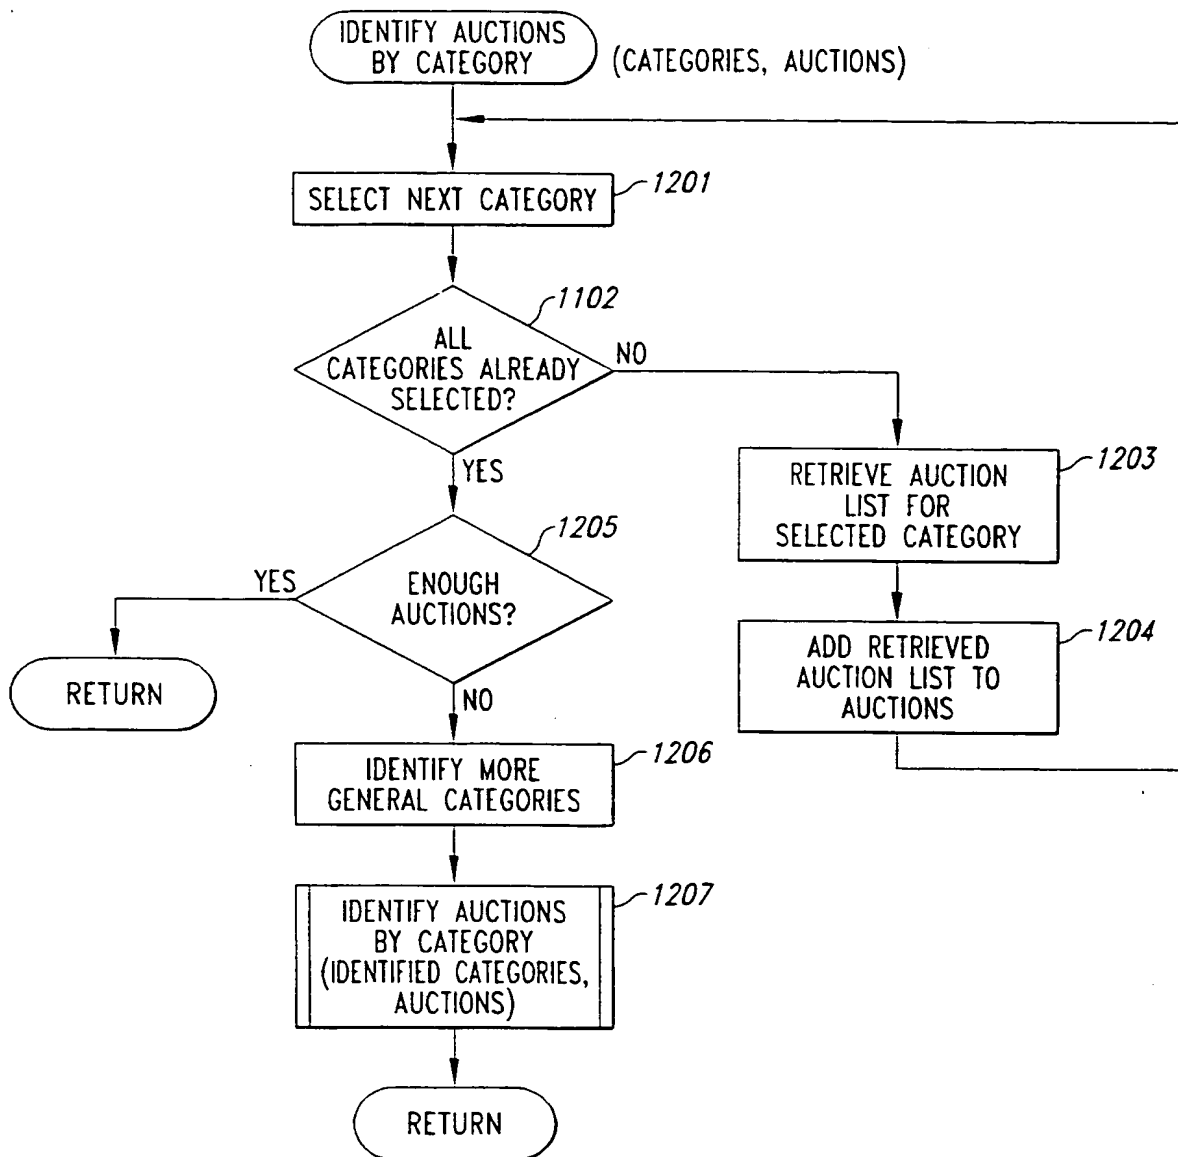 IDENTIFY AUCTIONS
BY CATEGORY
(CATEGORIES, AUCTIONS)
SELECT NEXT CATEGORY
1201
1102
ALL
CATEGORIES ALREADY
SELECTED?
NO
YES
RETRIEVE AUCTION
LIST FOR
SELECTED CATEGORY
1203
1205
ENOUGH
AUCTIONS?
YES
NO
RETURN
ADD RETRIEVED
AUCTION LIST TO
AUCTIONS
1204
IDENTIFY MORE
GENERAL CATEGORIES
1206
IDENTIFY AUCTIONS
BY CATEGORY
(IDENTIFIED CATEGORIES,
AUCTIONS)
1207
RETURN